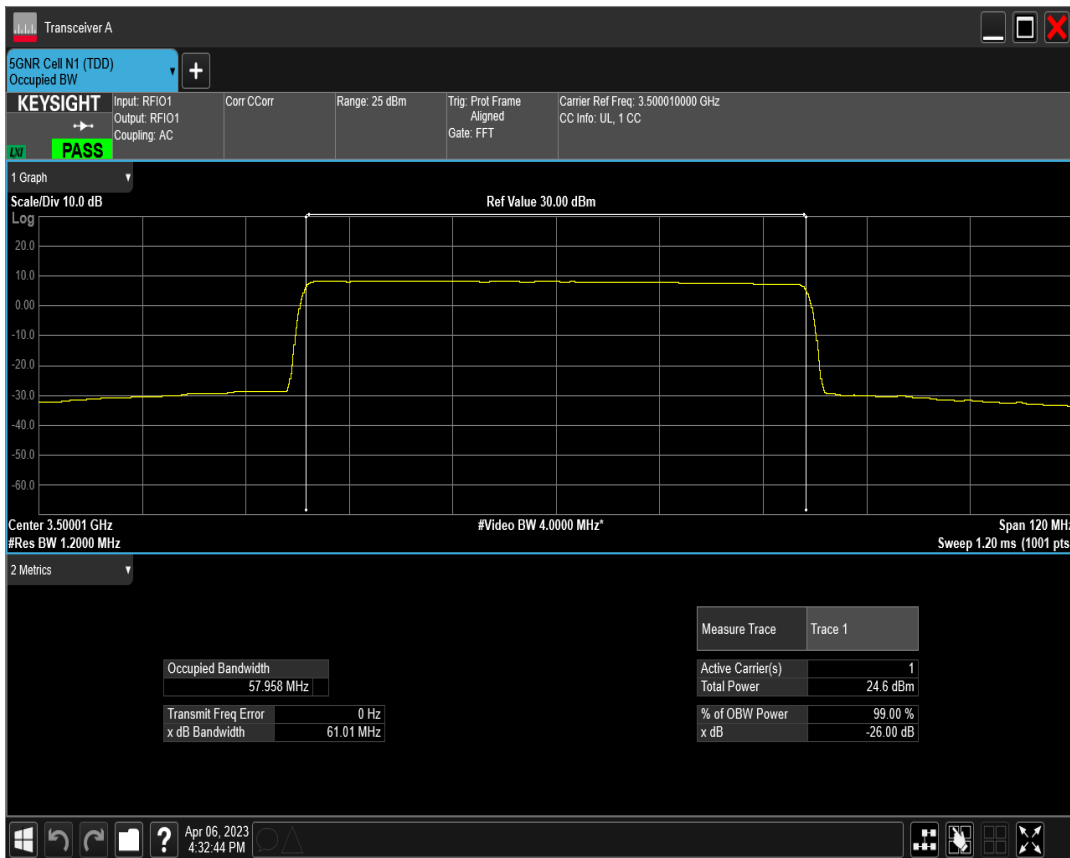 Transceiver A
5GNR Cell N1 (TDD)
Occupied BW
+
KEYSIGHT
LXI
PASS
Input: RFIO1
Output: RFIO1
Coupling: AC
Corr CCorr
Range: 25 dBm
Trig: Prot Frame
Aligned
Gate: FFT
Carrier Ref Freq: 3.500010000 GHz
CC Info: UL, 1 CC
1 Graph
Scale/Div 10.0 dB
Ref Value 30.00 dBm
Log
20.0
10.0
0.00
-10.0
-20.0
-30.0
-40.0
-50.0
-60.0
Center 3.50001 GHz
#Video BW 4.0000 MHz*
Span 120 MHz
#Res BW 1.2000 MHz
Sweep 1.20 ms (1001 pts
2 Metrics
Measure Trace Trace 1
Occupied Bandwidth
57.958 MHz
Transmit Freq Error 0 Hz
x dB Bandwidth 61.01 MHz
Active Carrier(s) 1
Total Power 24.6 dBm
% of OBW Power 99.00 %
x dB -26.00 dB
?
Apr 06, 2023
4:32:44 PM